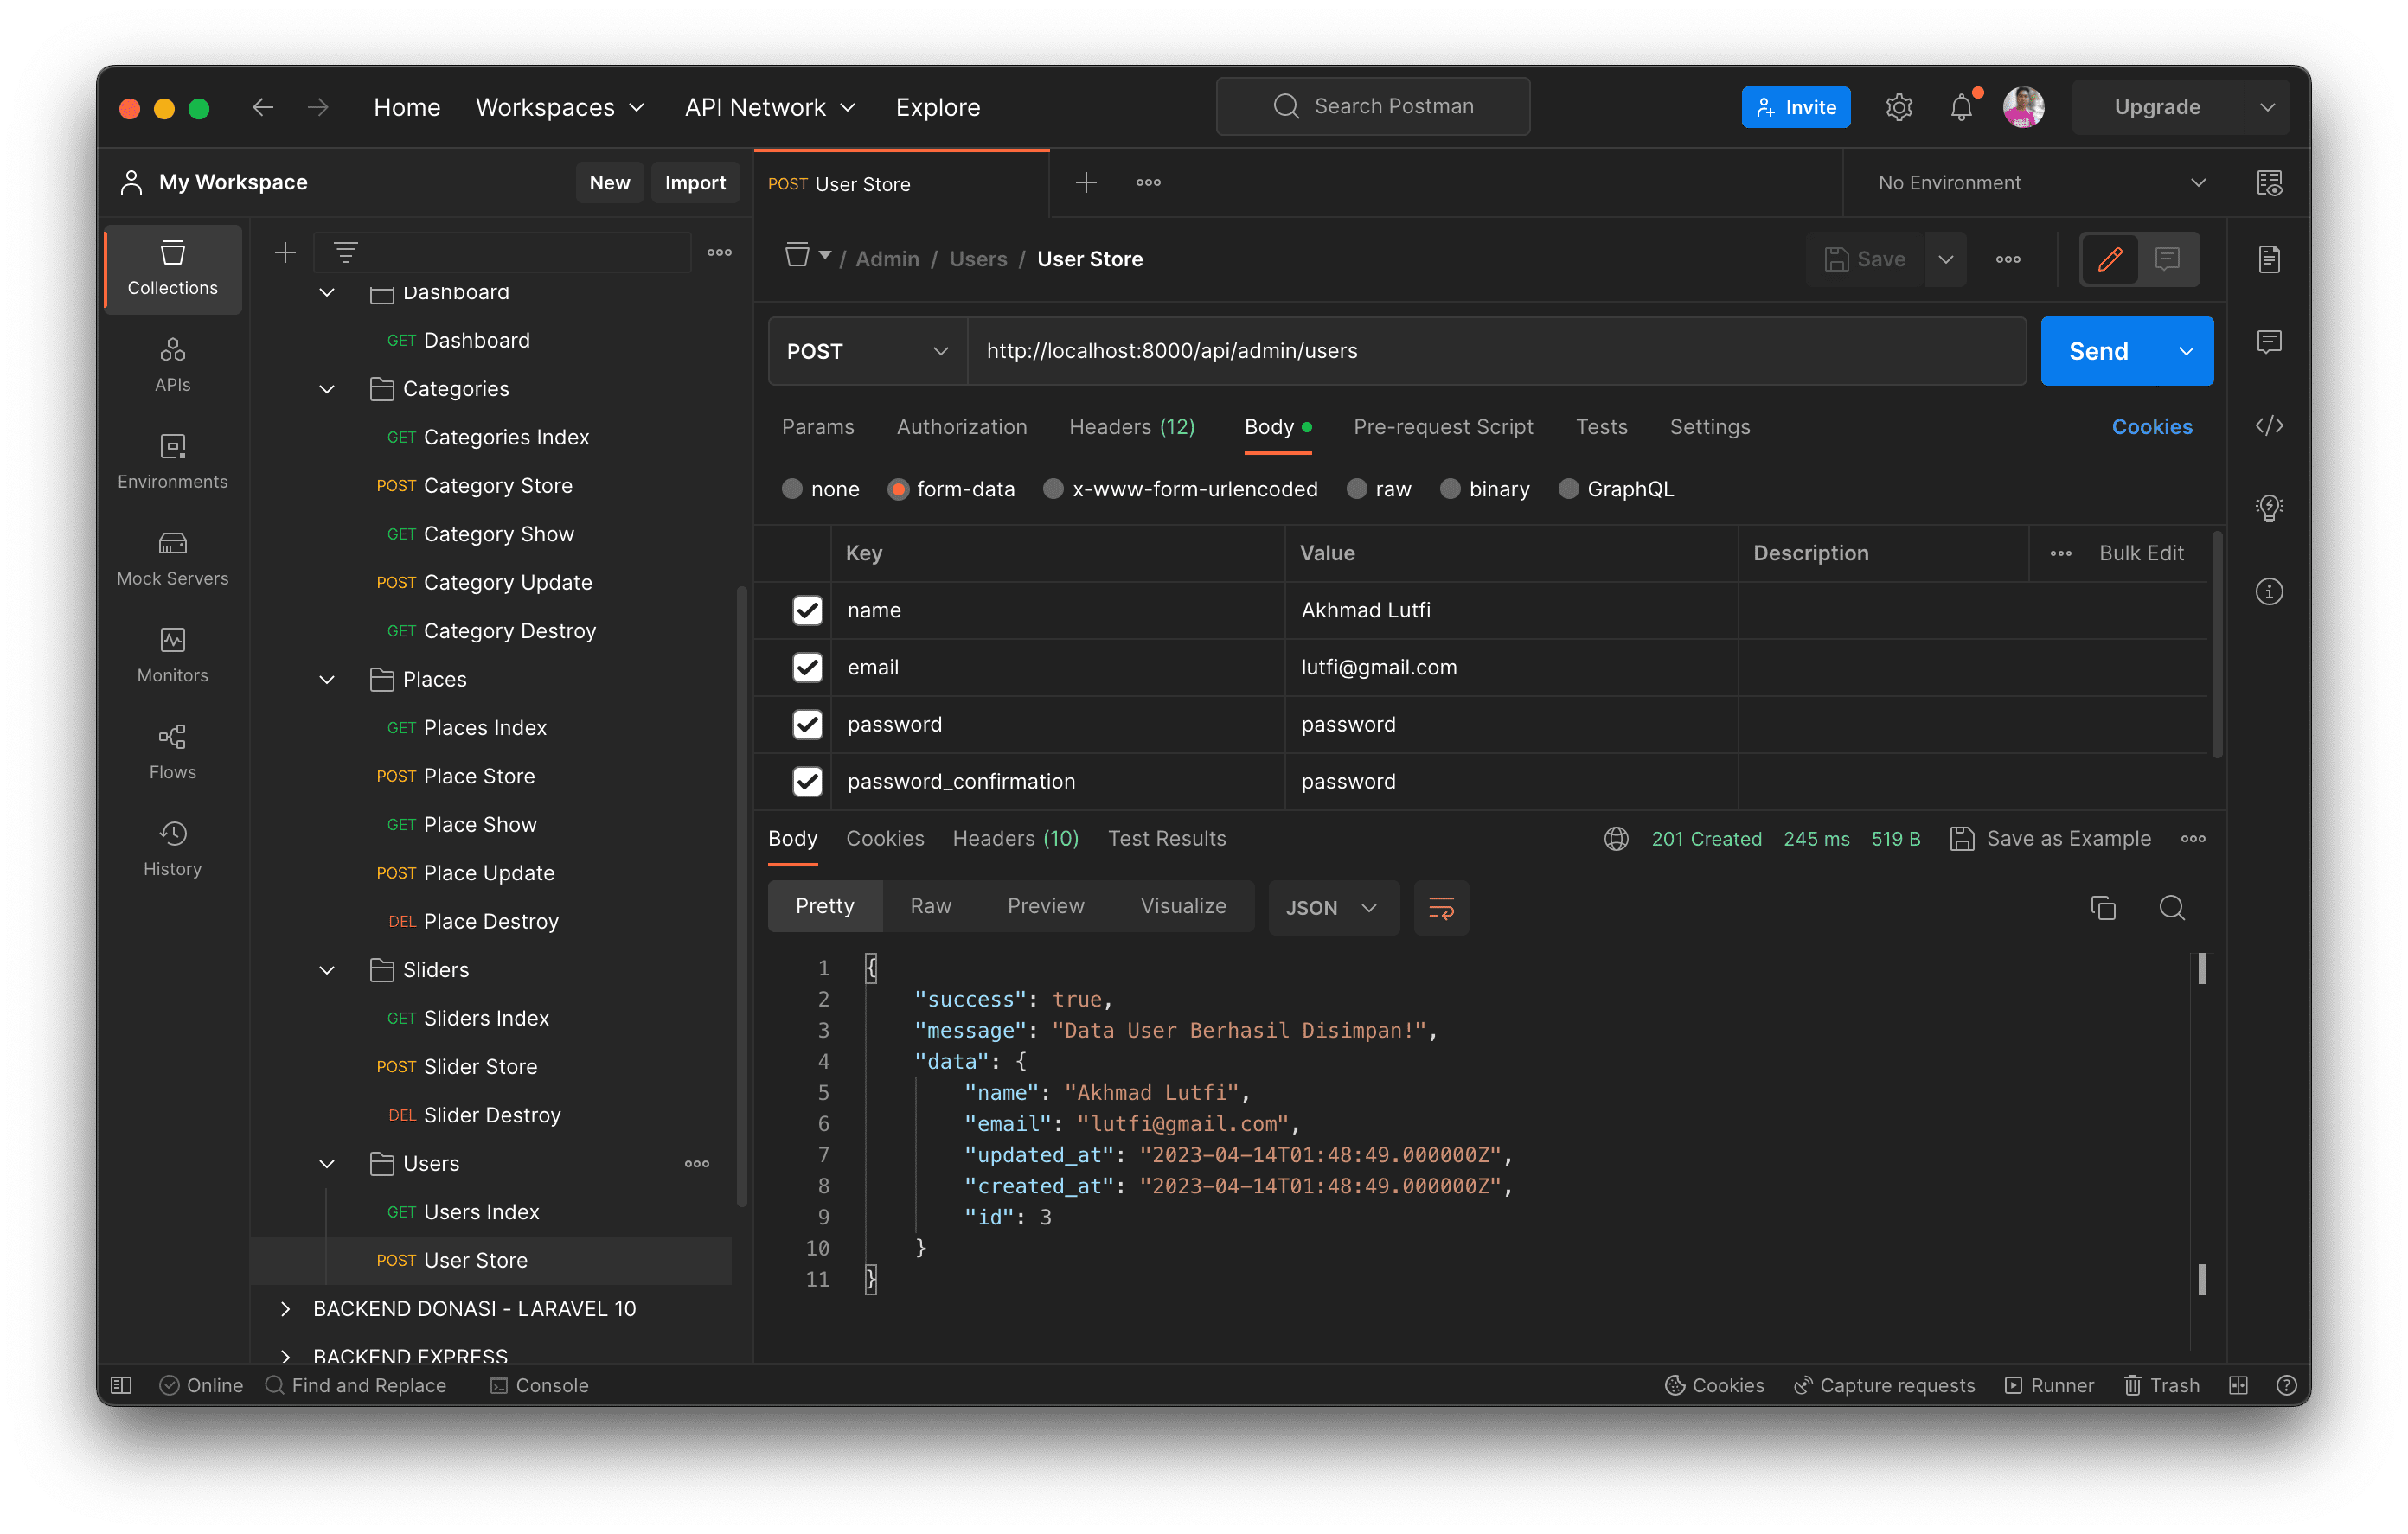 Home Workspaces API Network Explore Search Postman Invite Upgrade
My Workspace New Import
POST User Store No Environment
Collections
APIs
Environments
Mock Servers
Monitors
Flows
History
Dashboard
GET Dashboard
Categories
GET Categories Index
POST Category Store
GET Category Show
POST Category Update
GET Category Destroy
Places
GET Places Index
POST Place Store
GET Place Show
POST Place Update
DEL Place Destroy
Sliders
GET Sliders Index
POST Slider Store
DEL Slider Destroy
Users
GET Users Index
POST User Store
BACKEND DONASI - LARAVEL 10
BACKEND EXPRESS
/ Admin / Users / User Store Save
POST http://localhost:8000/api/admin/users Send
Params Authorization Headers (12) Body Pre-request Script Tests Settings Cookies
none form-data x-www-form-urlencoded raw binary GraphQL
Key Value Description Bulk Edit
name Akhmad Lutfi
email lutfi@gmail.com
password password
password_confirmation password
Body Cookies Headers (10) Test Results 201 Created 245 ms 519 B Save as Example
Pretty Raw Preview Visualize JSON
1 {
2 "success": true,
3 "message": "Data User Berhasil Disimpan!",
4 "data": {
5 "name": "Akhmad Lutfi",
6 "email": "lutfi@gmail.com",
7 "updated_at": "2023-04-14T01:48:49.000000Z",
8 "created_at": "2023-04-14T01:48:49.000000Z",
9 "id": 3
10 }
11 }
Online Find and Replace Console Cookies Capture requests Runner Trash